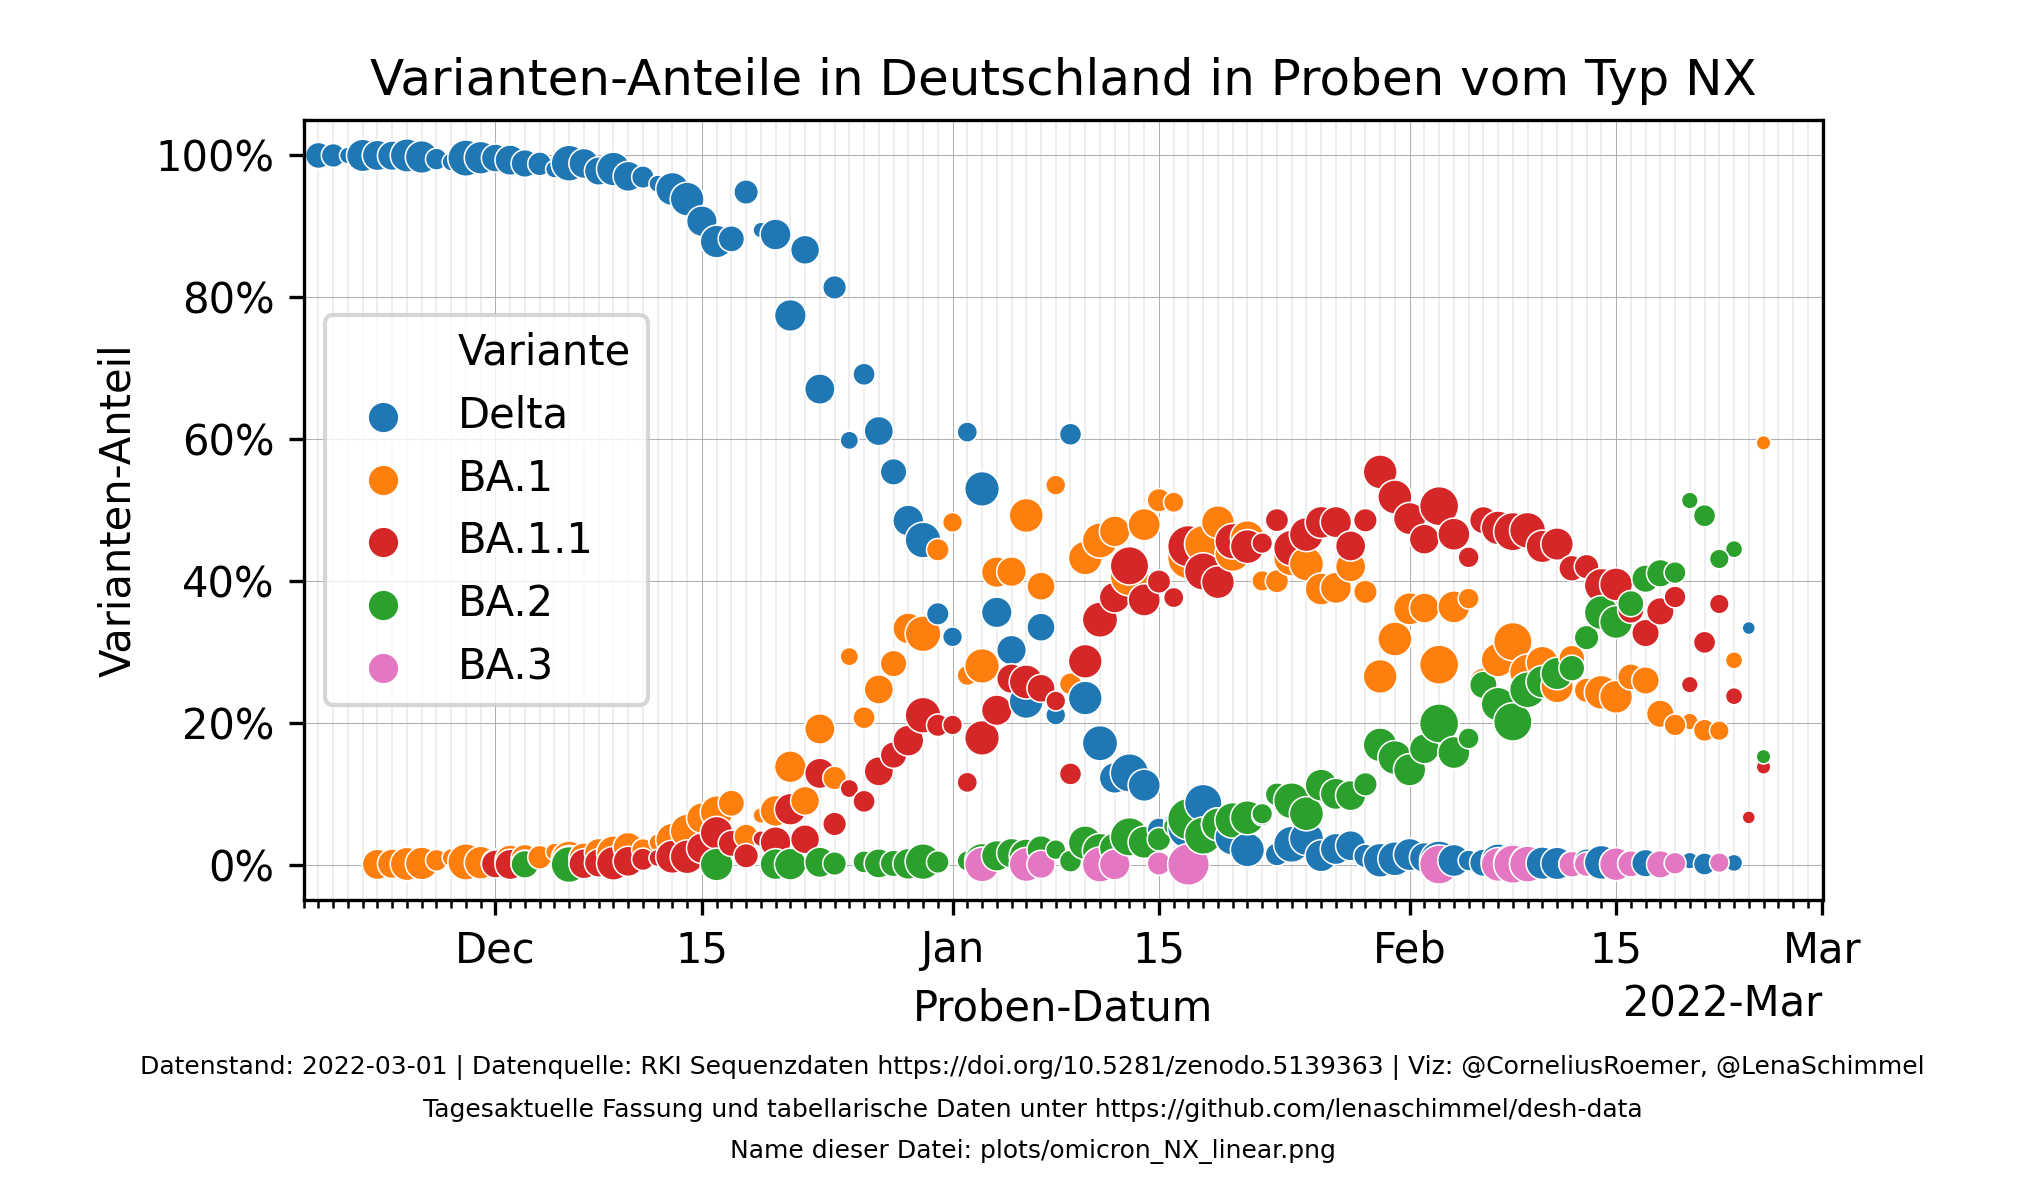 Varianten-Anteile in Deutschland in Proben vom Typ NX
100%
80%
60%
40%
20%
0%
Varianten-Anteil
Variante
Delta
BA.1
BA.1.1
BA.2
BA.3
Dec 15 Jan 15 Feb 15 Mar
Proben-Datum
2022-Mar
Datenstand: 2022-03-01 | Datenquelle: RKI Sequenzdaten https://doi.org/10.5281/zenodo.5139363 | Viz: @CorneliusRoemer, @LenaSchimmel
Tagesaktuelle Fassung und tabellarische Daten unter https://github.com/lenaschimmel/desh-data
Name dieser Datei: plots/omicron_NX_linear.png